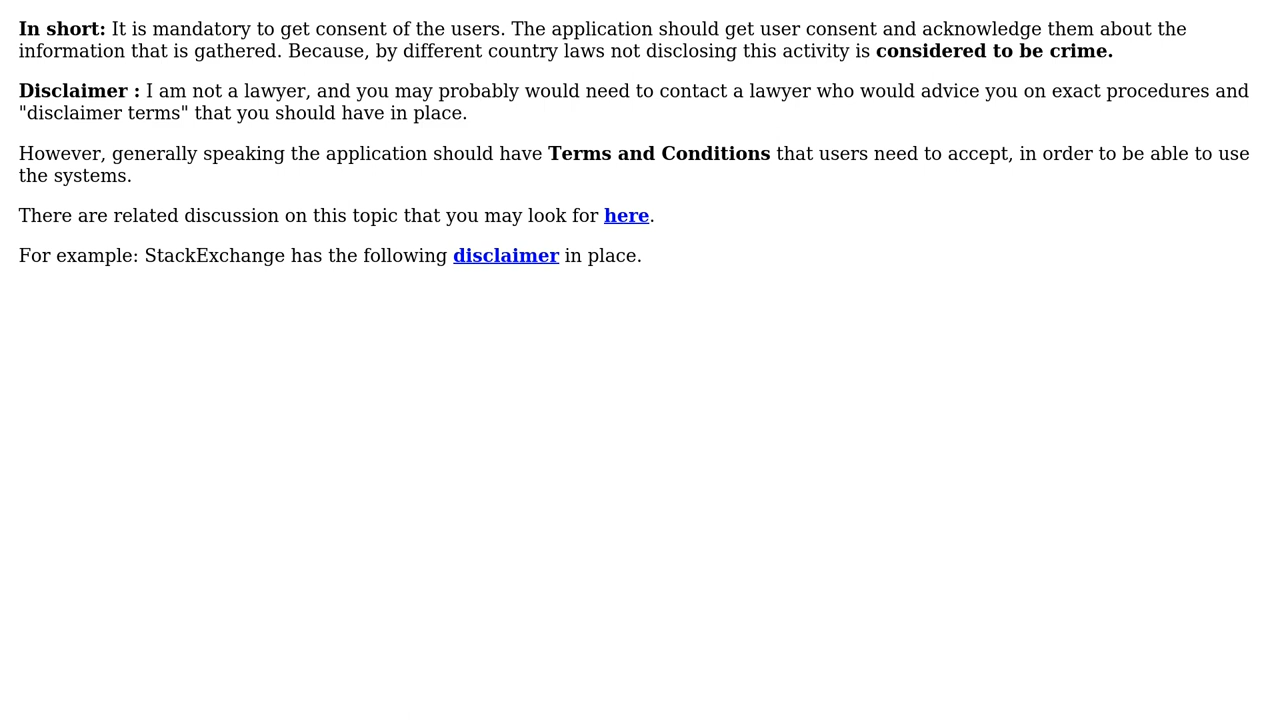 In short: It is mandatory to get consent of the users. The application should get user consent and acknowledge them about the
information that is gathered. Because, by different country laws not disclosing this activity is considered to be crime.
Disclaimer : I am not a lawyer, and you may probably would need to contact a lawyer who would advice you on exact procedures and
"disclaimer terms" that you should have in place.
However, generally speaking the application should have Terms and Conditions that users need to accept, in order to be able to use
the systems.
There are related discussion on this topic that you may look for here.
For example: StackExchange has the following disclaimer in place.